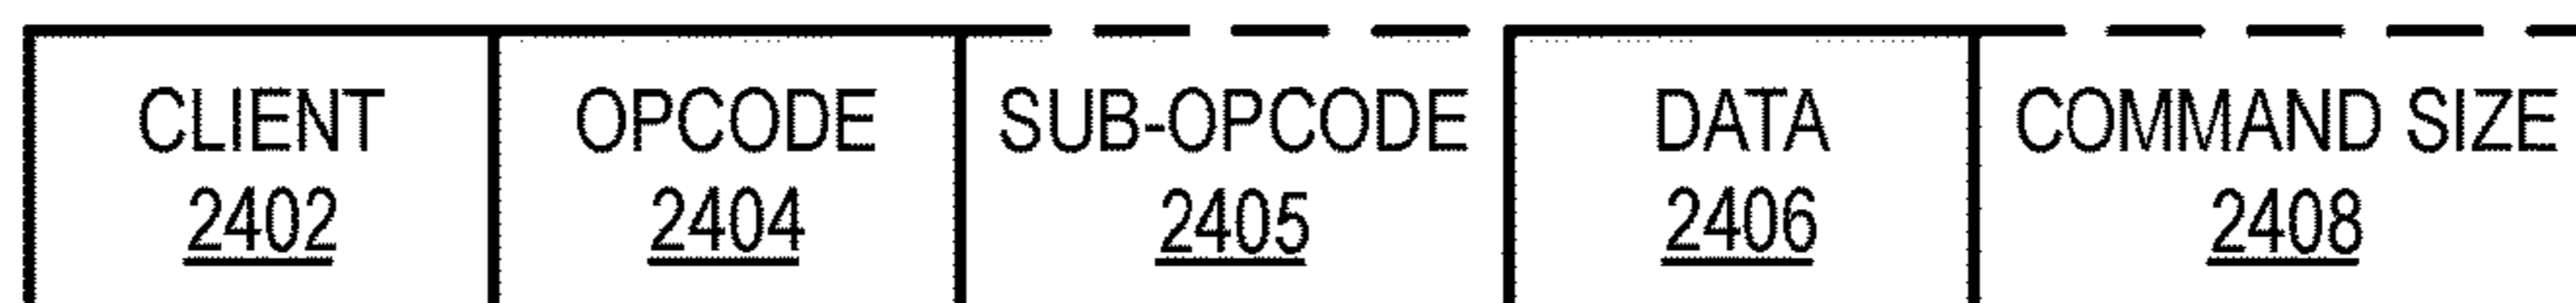 CLIENT OPCODE SUB-OPCODE DATA COMMAND SIZE
2402 2404 2405 2406 2408